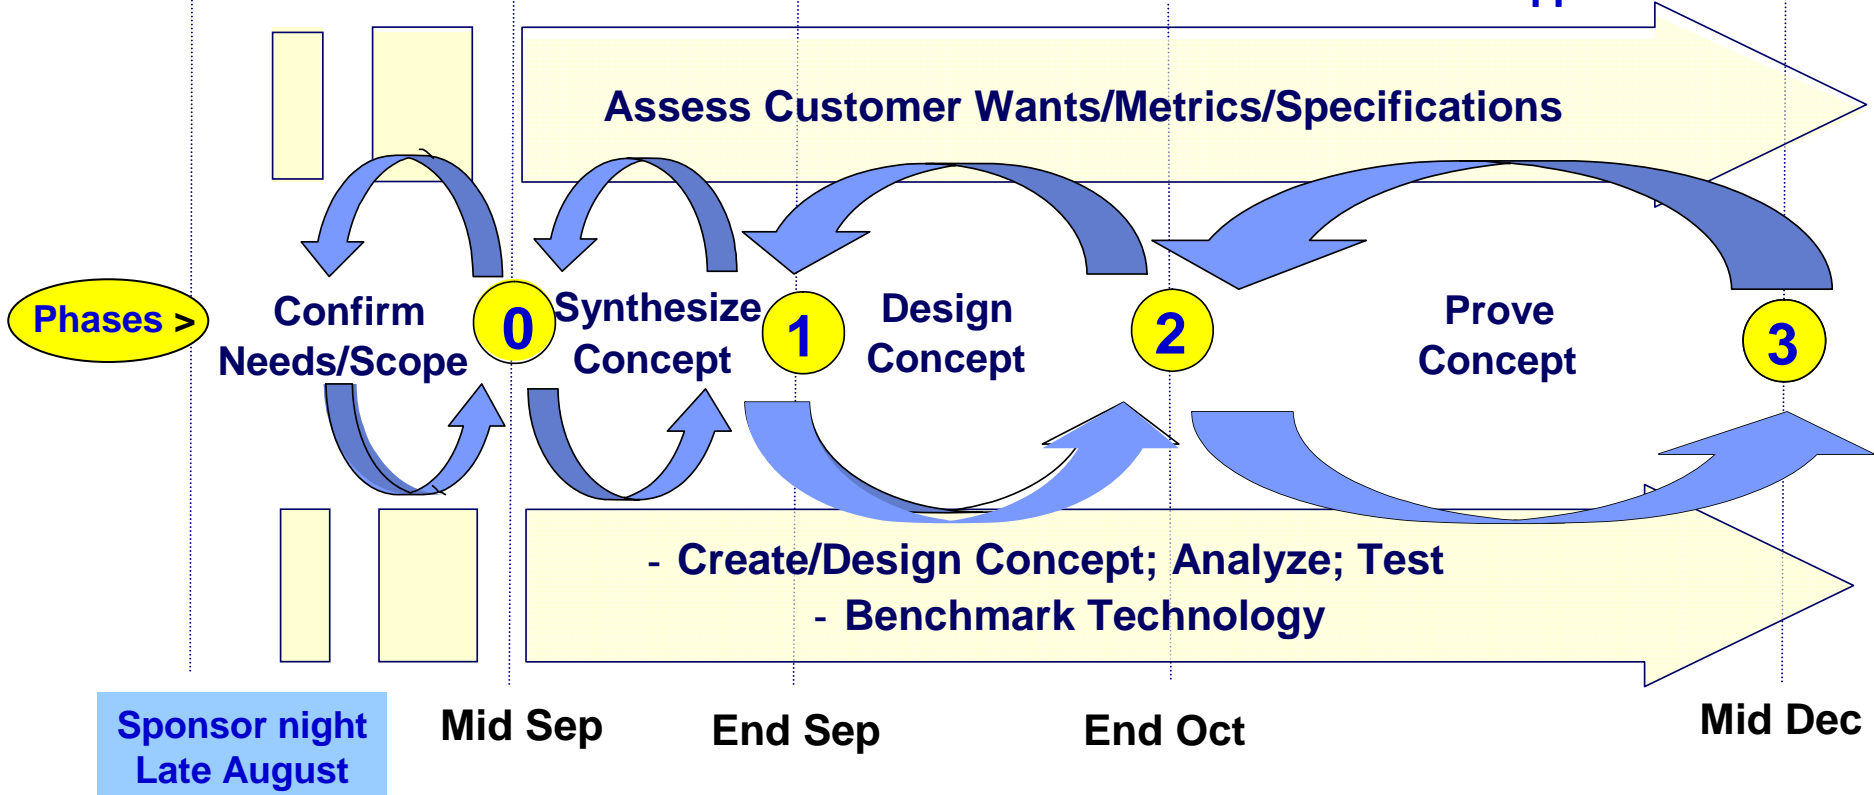 Assess Customer Wants/Metrics/Specifications
Phases >
Confirm
Needs/Scope
0
Synthesize
Concept
1
Design
Concept
2
Prove
Concept
3
- Create/Design Concept; Analyze; Test
- Benchmark Technology
Sponsor night
Late August
Mid Sep
End Sep
End Oct
Mid Dec